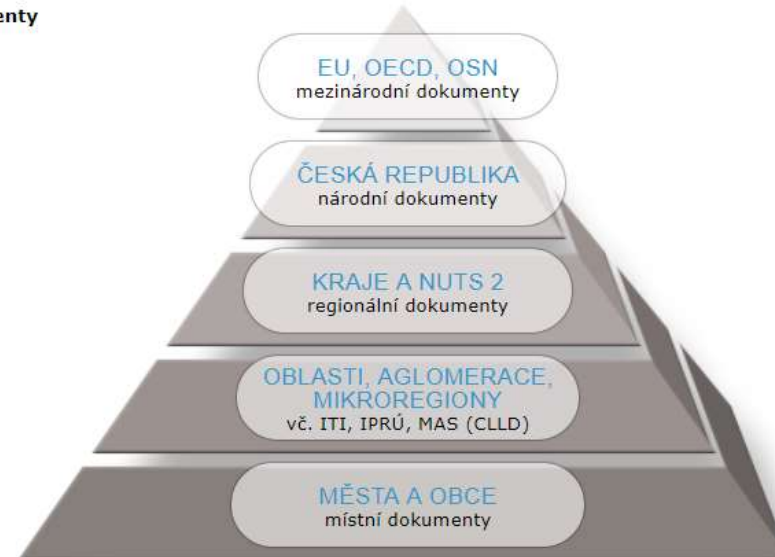 enty
EU, OECD, OSN
mezinárodní dokumenty
ČESKÁ REPUBLIKA
národní dokumenty
KRAJE A NUTS 2
regionální dokumenty
OBLASTI, AGLOMERACE,
MIKROREGIONY
vč. ITI, IPRÚ, MAS (CLLD)
MĚSTA A OBCE
místní dokumenty